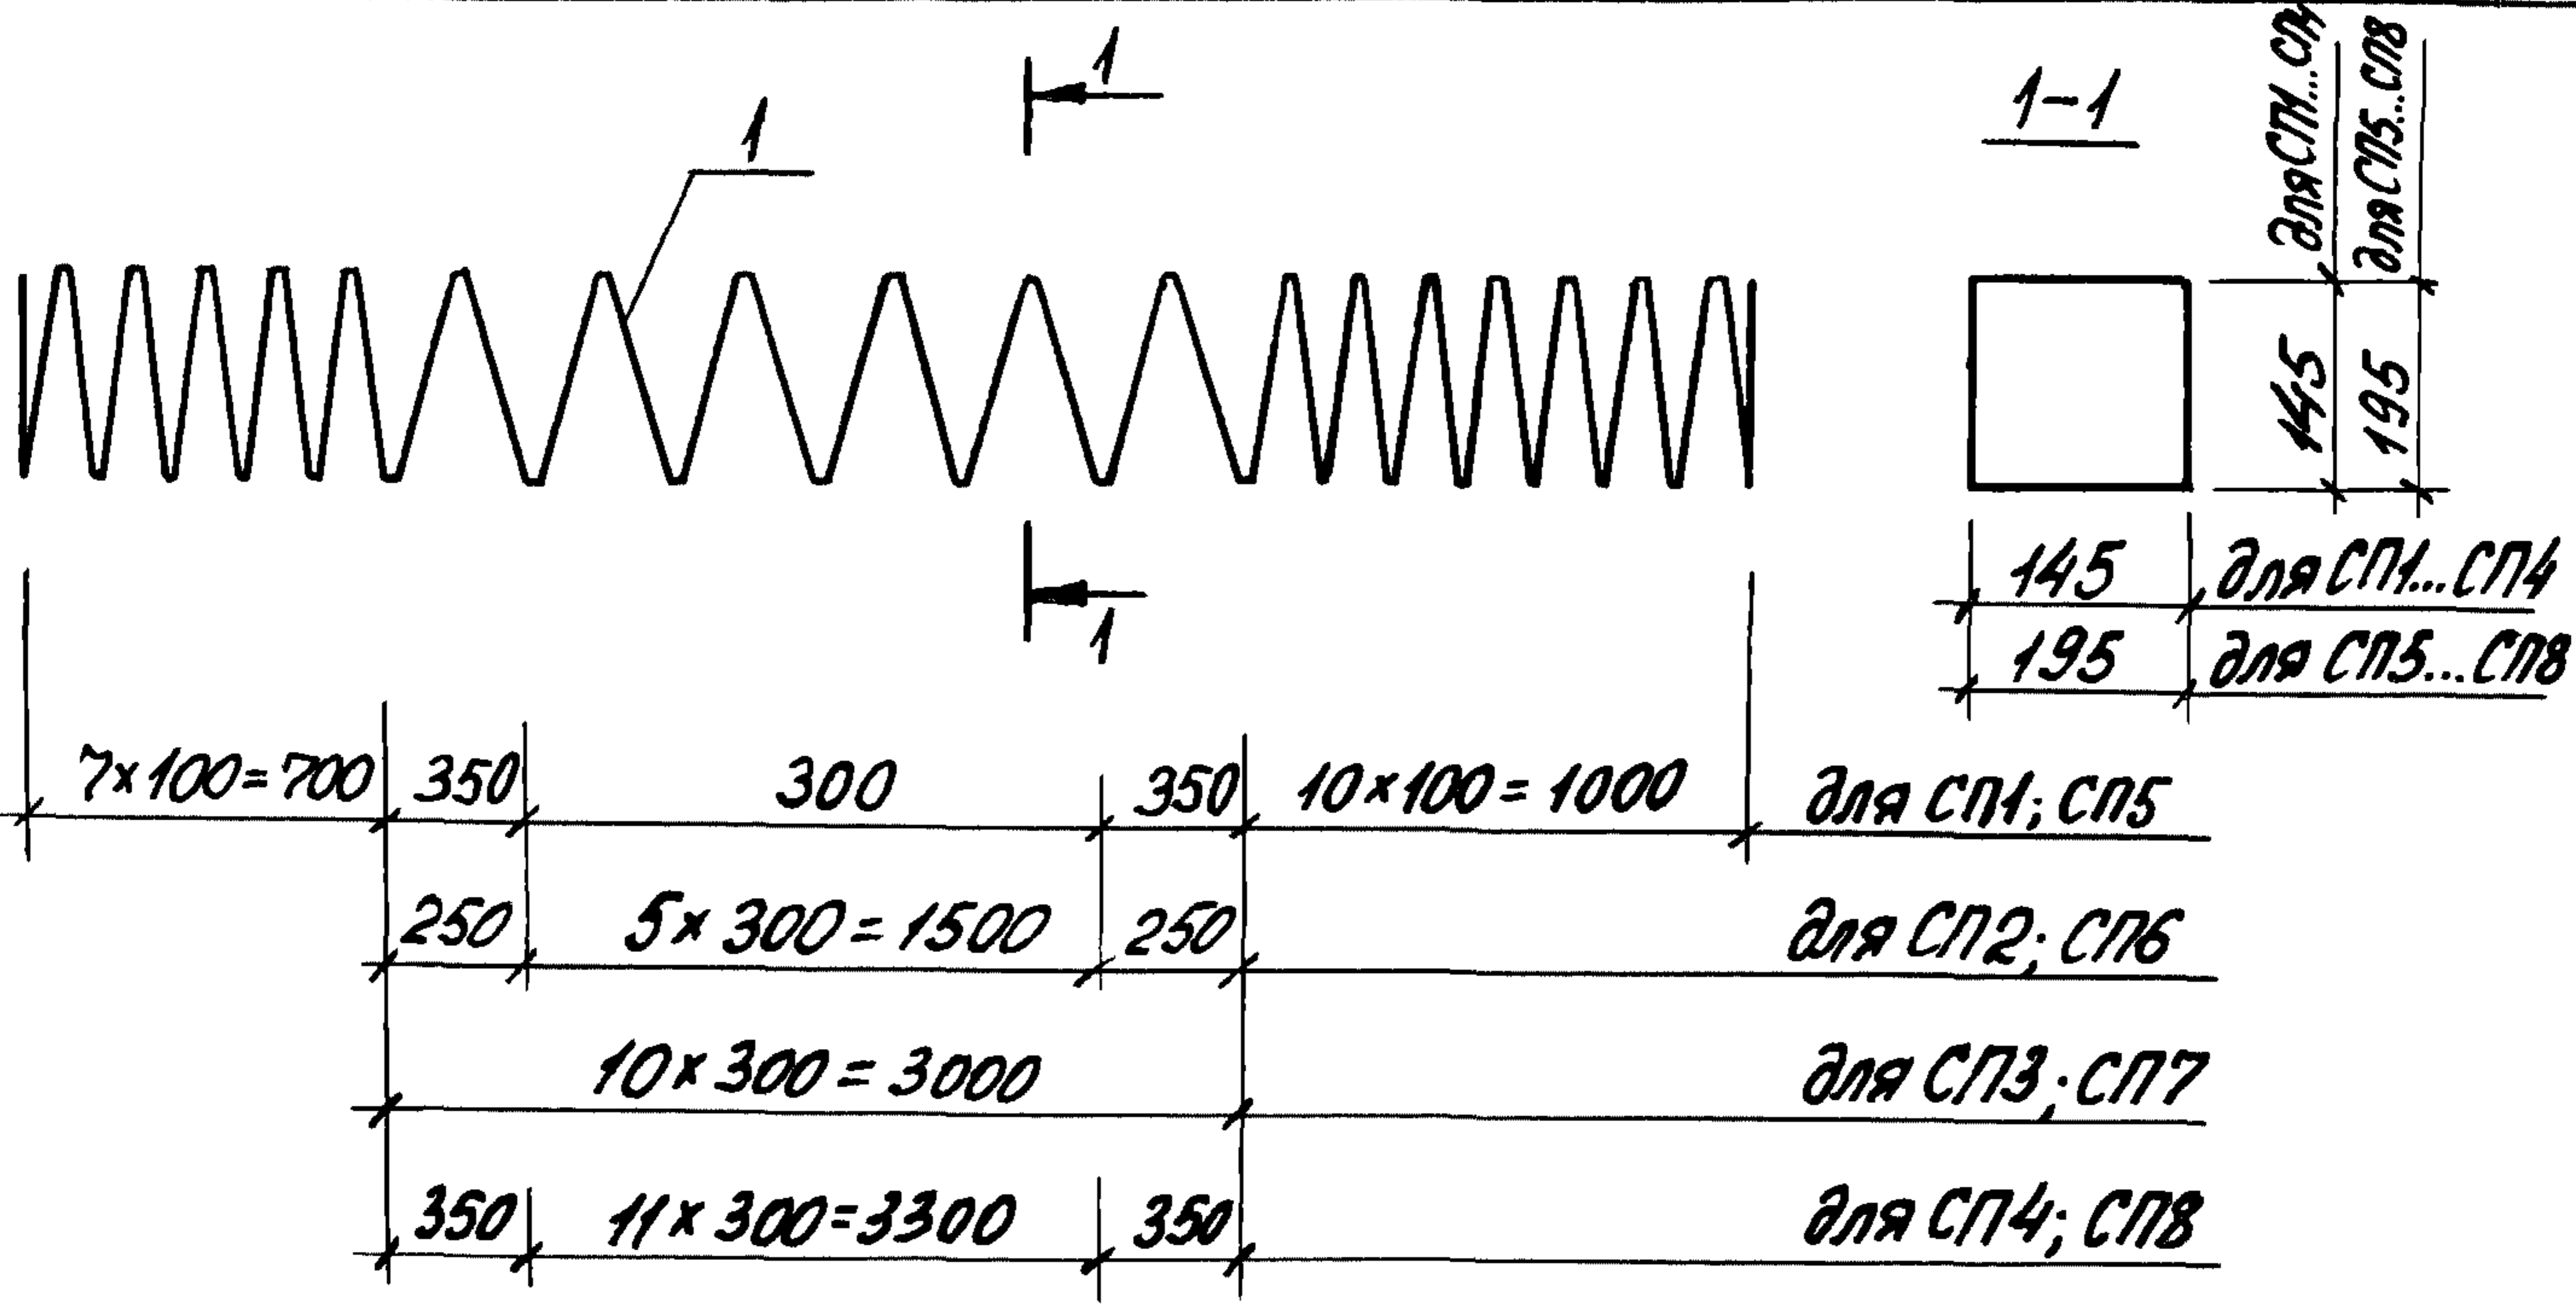 1
1
1-1
для СП1...СП4
для СП5...СП8
145
195
1
145 для СП1...СП4
195 для СП5...СП8
7×100=700 350 300 350 10×100=1000 для СП1; СП5
250 5×300=1500 250 для СП2; СП6
10×300=3000 для СП3; СП7
350 11×300=3300 350 для СП4; СП8